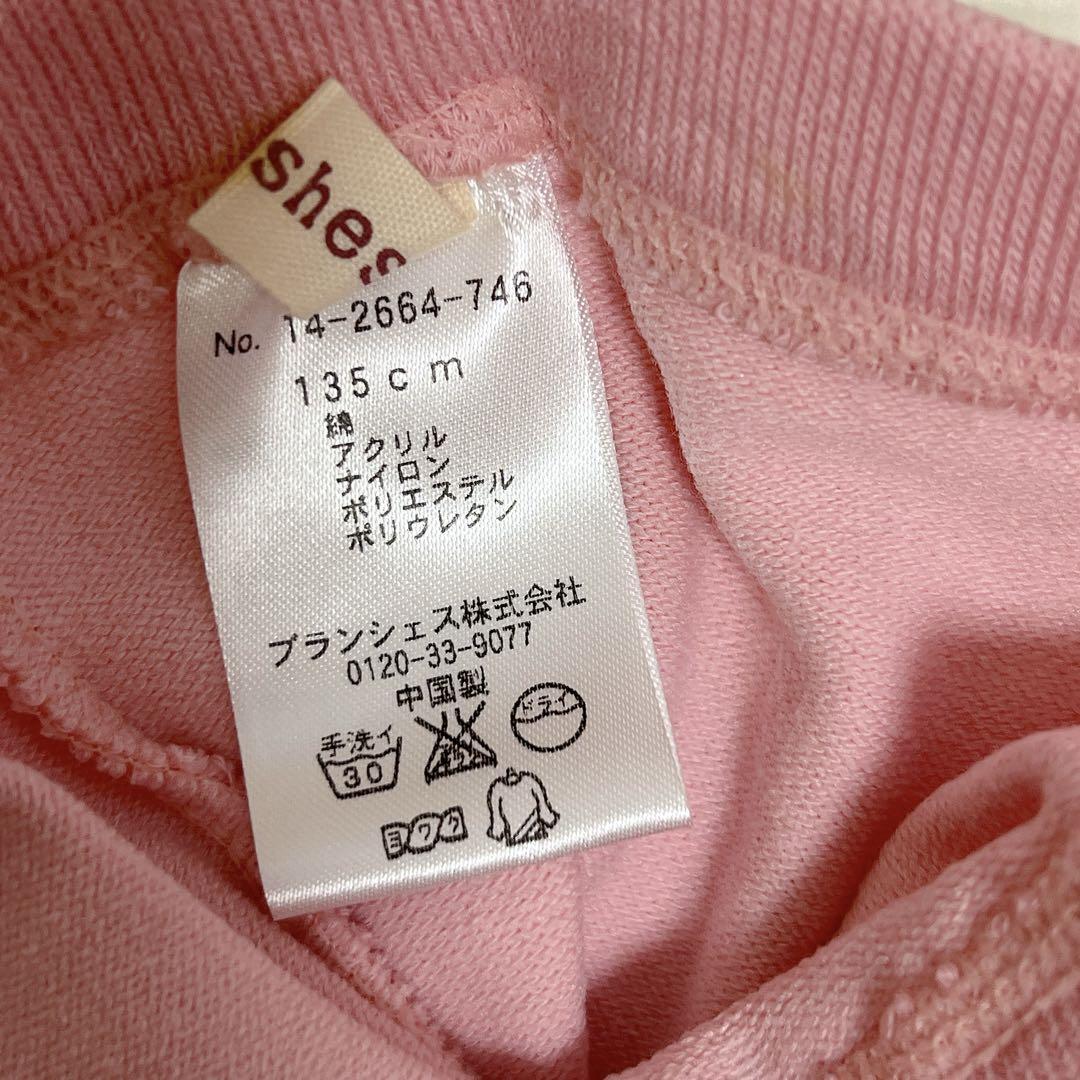 shes
No. 14-2664-746
135cm
綿
アクリル
ナイロン
ポリエステル
ポリウレタン
ブランシェス株式会社
0120-33-9077
中国製
手洗イ
30
ドライ
ヨワク